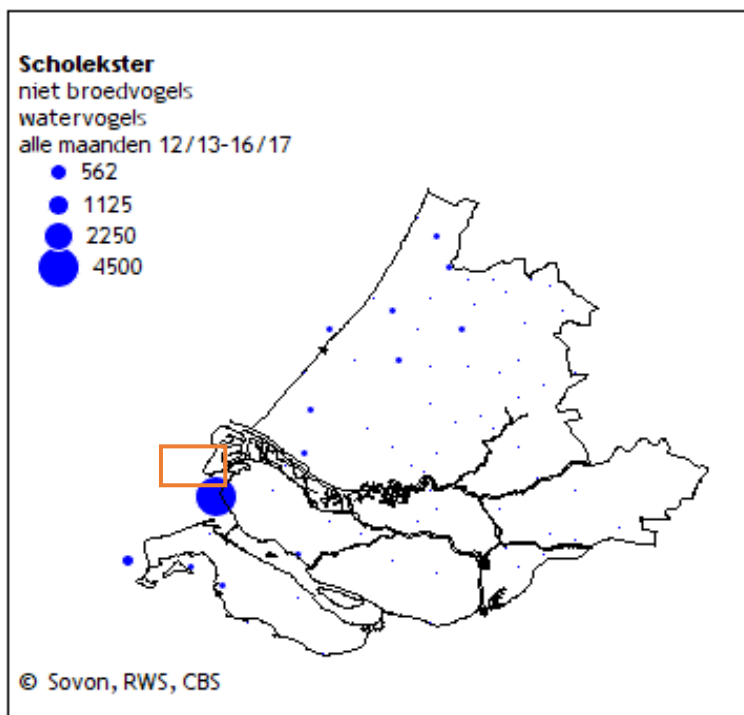 Scholekster
niet broedvogels
watervogels
alle maanden 12/13-16/17
562
1125
2250
4500
© Sovon, RWS, CBS